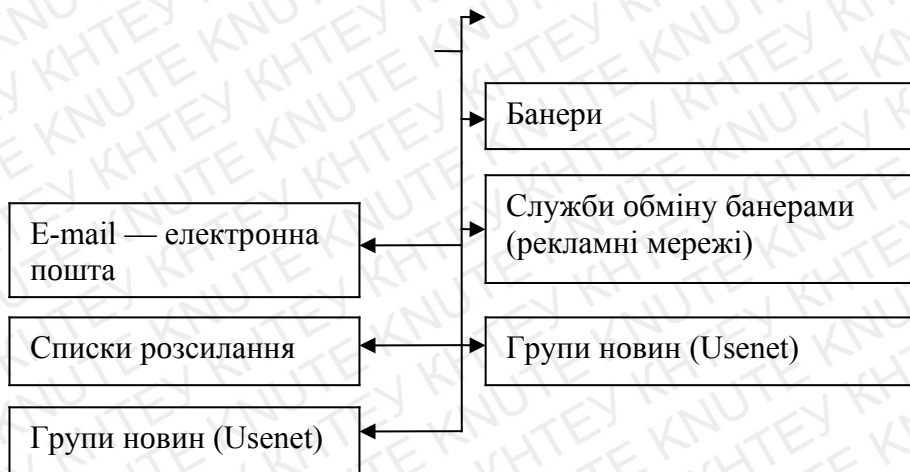 Банери
Служби обміну банерами
(рекламні мережі)
E-mail — електронна
пошта
Списки розсилання
Групи новин (Usenet)
Групи новин (Usenet)